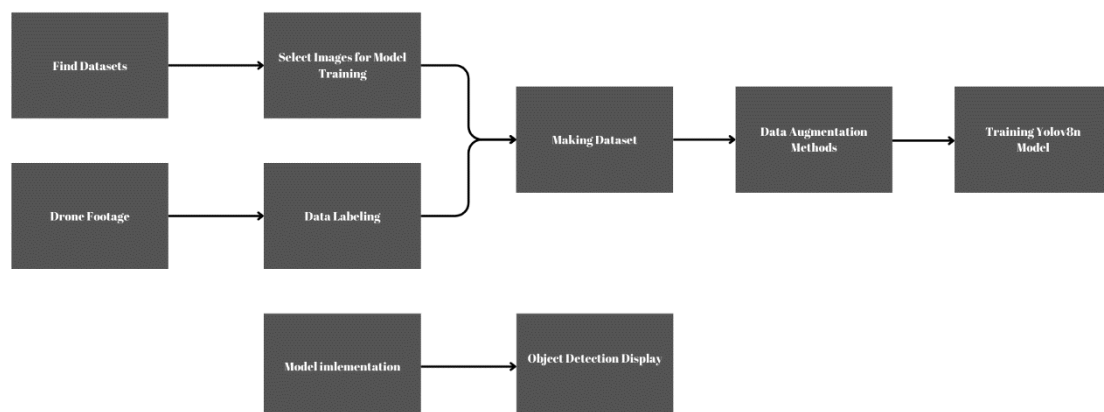 Find Datasets
Select Images for Model
Training
Making Dataset
Data Augmentation
Methods
Training Yolov8n
Model
Drone Footage
Data Labeling
Model imlementation
Object Detection Display